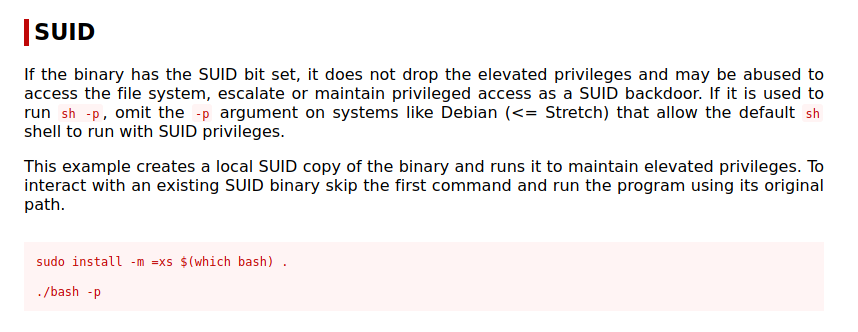 SUID
If the binary has the SUID bit set, it does not drop the elevated privileges and may be abused to
access the file system, escalate or maintain privileged access as a SUID backdoor. If it is used to
run sh -p, omit the -p argument on systems like Debian (<= Stretch) that allow the default sh
shell to run with SUID privileges.
This example creates a local SUID copy of the binary and runs it to maintain elevated privileges. To
interact with an existing SUID binary skip the first command and run the program using its original
path.
sudo install -m =xs $(which bash) .
./bash -p